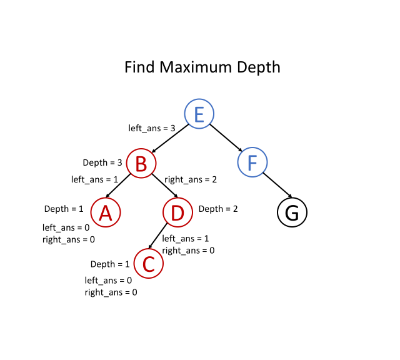 Find Maximum Depth
E
left_ans = 3
Depth = 3
B
F
left_ans = 1
right_ans = 2
Depth = 1
A
D
Depth = 2
G
left_ans = 0
right_ans = 0
left_ans = 1
right_ans = 0
Depth = 1
C
left_ans = 0
right_ans = 0